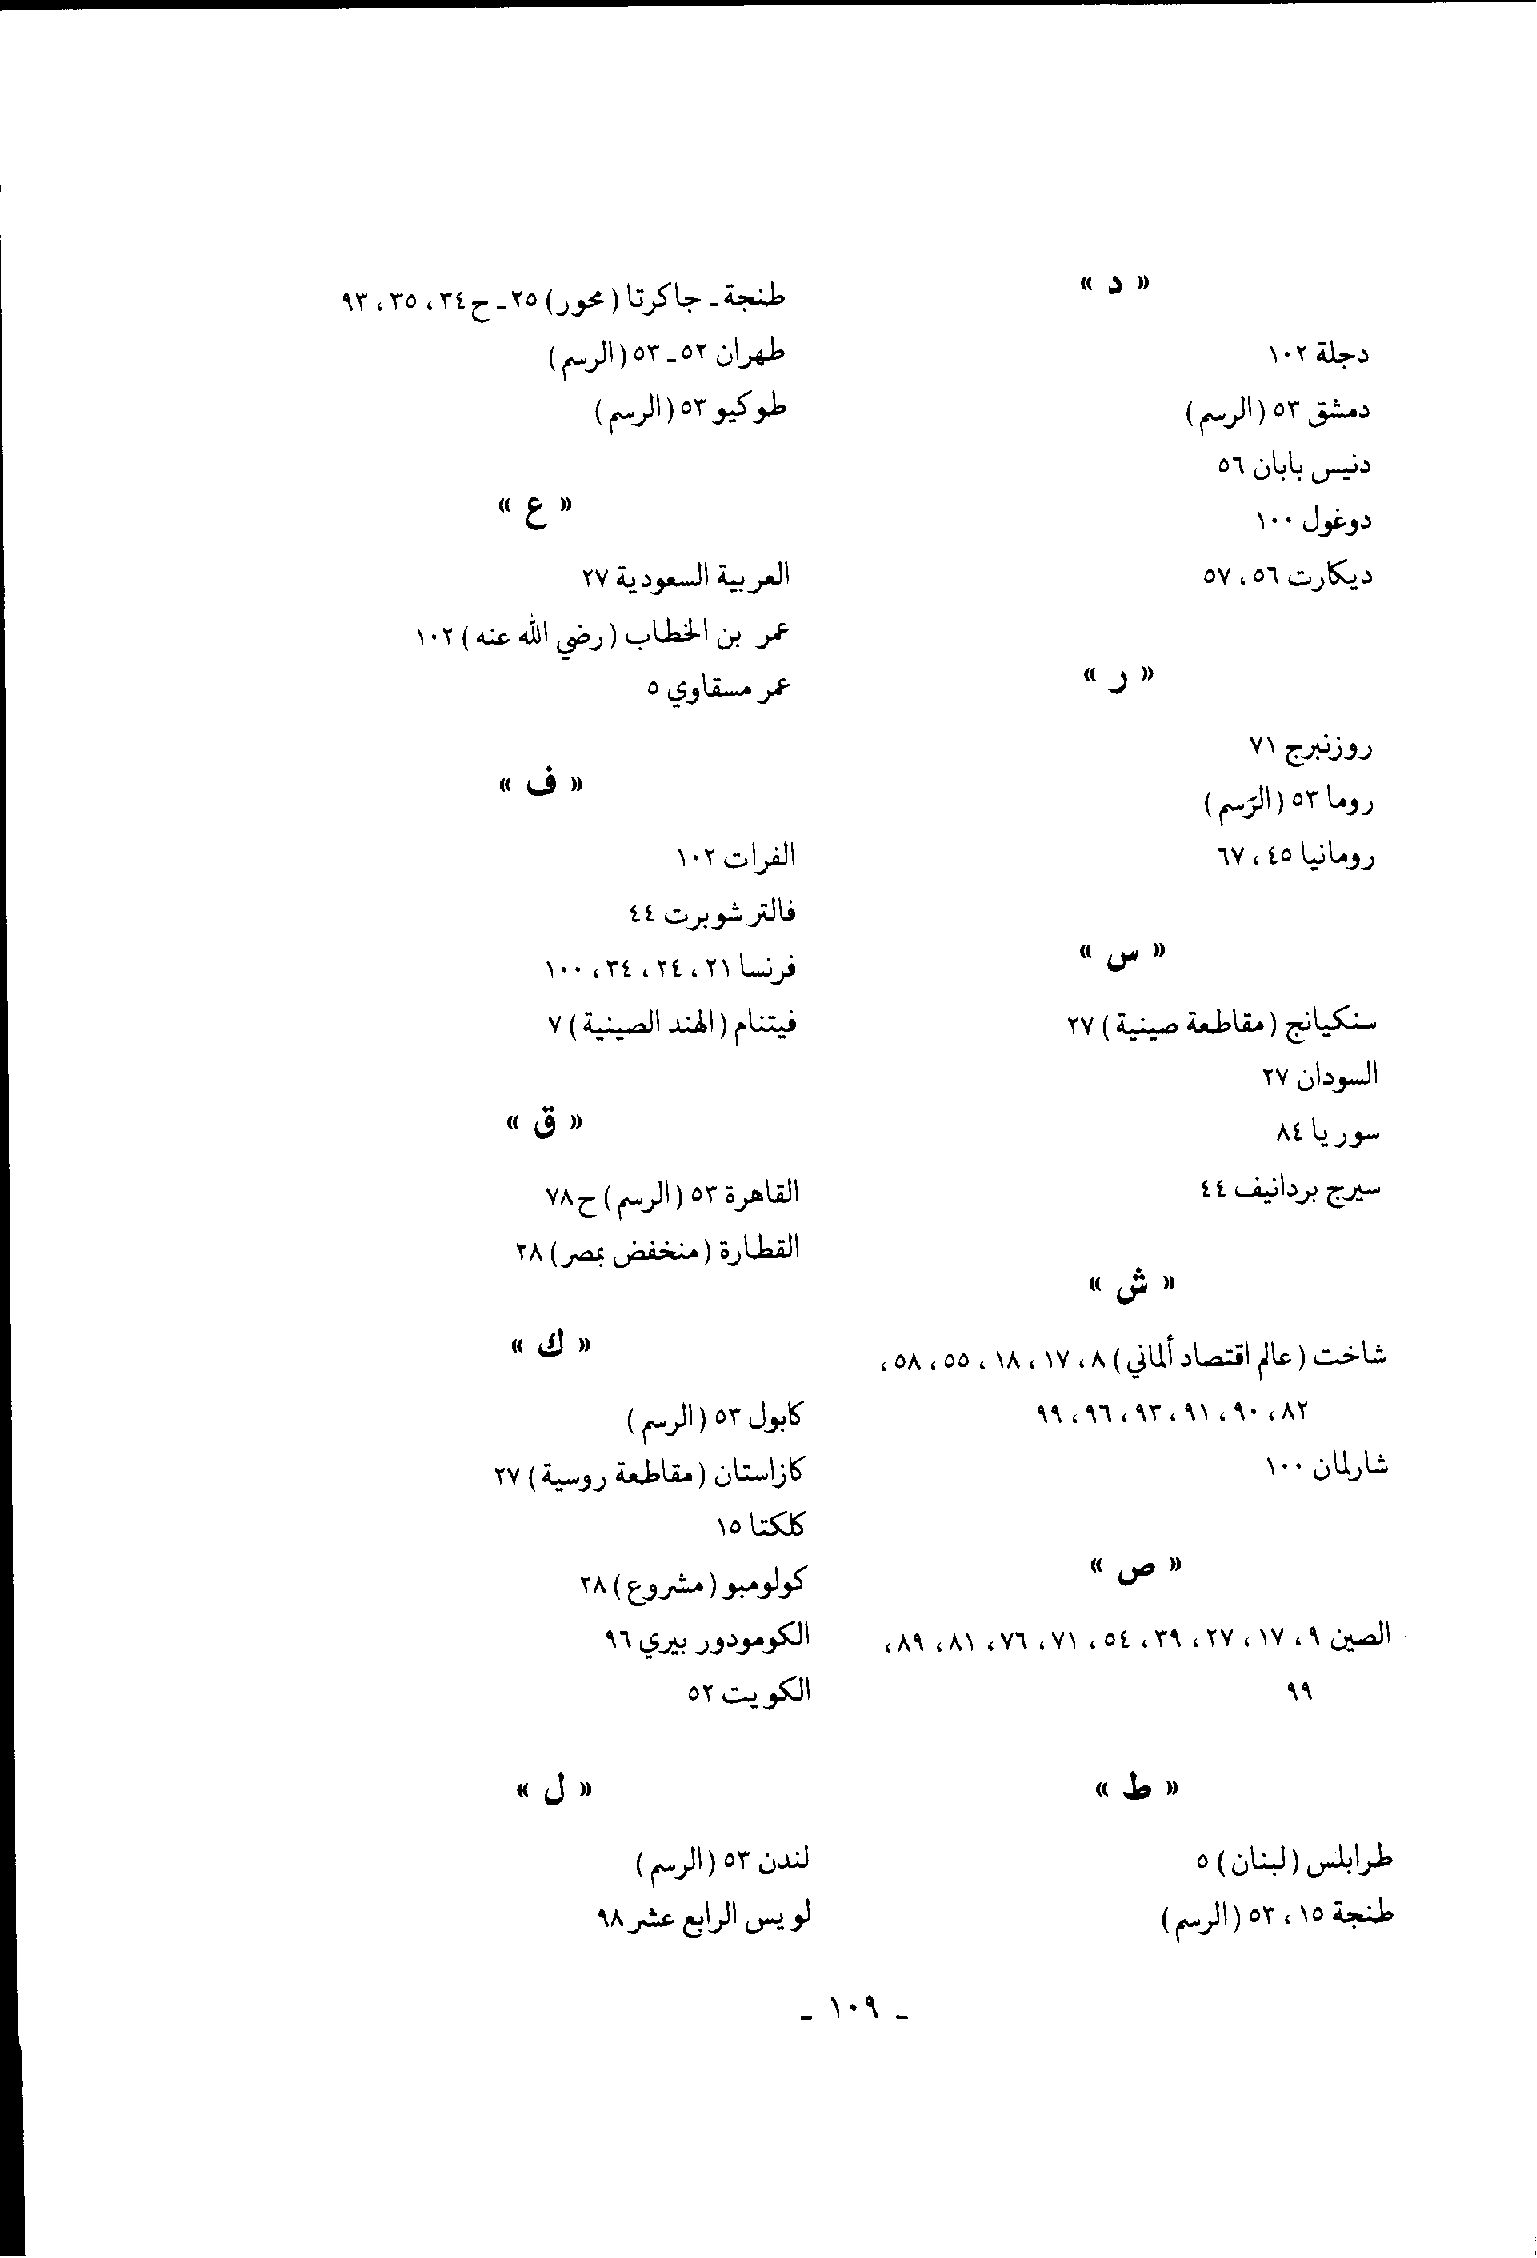 « د »
دجلة ١٠٢
دمشق ٥٣ (الرسم)
دنيس بابان ٥٦
دوغول ١٠٠
ديكارت ٥٦، ٥٧
« ر »
روزنبرج ٧١
روما ٥٣ (الرَسم)
رومانيا ٤٥، ٦٧
« س »
سنكيانج (مقاطعة صينية) ٢٧
السودان ٢٧
سوريا ٨٤
سيرج بردانيف ٤٤
« ش »
شاخت (عالم اقتصاد ألماني) ٨، ١٧، ١٨، ٥٥، ٥٨،
٨٢، ٩٠، ٩١، ٩٣، ٩٦، ٩٩
شارلمان ١٠٠
« ص »
الصين ٩، ١٧، ٢٧، ٣٩، ٥٤، ٧١، ٧٦، ٨١، ٨٩،
٩٩
« ط »
طرابلس (لبنان) ٥
طنجة ١٥، ٥٣ (الرسم)
طنجة ـ جاكرتا (محور) ٢٥ ـ ح ٣٤، ٣٥، ٩٣
طهران ٥٢ ـ ٥٣ (الرسم)
طوكيو ٥٣ (الرسم)
« ع »
العربية السعودية ٢٧
عمر بن الخطاب (رضي الله عنه) ١٠٢
عمر مسقاوي ٥
« ف »
الفرات ١٠٢
فالتر شوبرت ٤٤
فرنسا ٢١، ٢٤، ٣٤، ١٠٠
فيتنام (الهند الصينية) ٧
« ق »
القاهرة ٥٣ (الرسم) ح ٧٨
القطارة (منخفض بمصر) ٢٨
« ك »
كابول ٥٣ (الرسم)
كازاستان (مقاطعة روسية) ٢٧
كلكتا ١٥
كولومبو (مشروع) ٢٨
الكومودور بيري ٩٦
الكويت ٥٢
« ل »
لندن ٥٣ (الرسم)
لويس الرابع عشر ٩٨
ـ ١٠٩ ـ